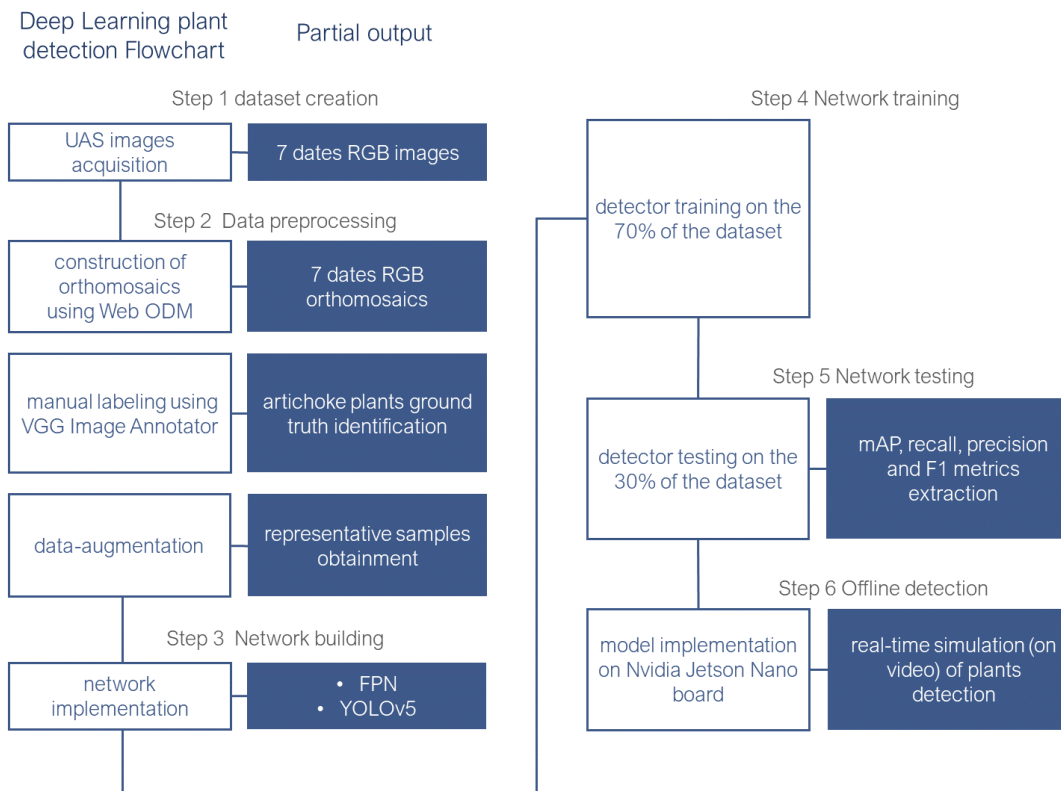 Deep Learning plant
detection Flowchart
Partial output
Step 1 dataset creation
UAS images
acquisition
7 dates RGB images
Step 2 Data preprocessing
construction of
orthomosaics
using Web ODM
7 dates RGB
orthomosaics
manual labeling using
VGG Image Annotator
artichoke plants ground
truth identification
data-augmentation
representative samples
obtainment
Step 3 Network building
network
implementation
• FPN
• YOLOv5
Step 4 Network training
detector training on the
70% of the dataset
Step 5 Network testing
detector testing on the
30% of the dataset
mAP, recall, precision
and F1 metrics
extraction
Step 6 Offline detection
model implementation
on Nvidia Jetson Nano
board
real-time simulation (on
video) of plants
detection